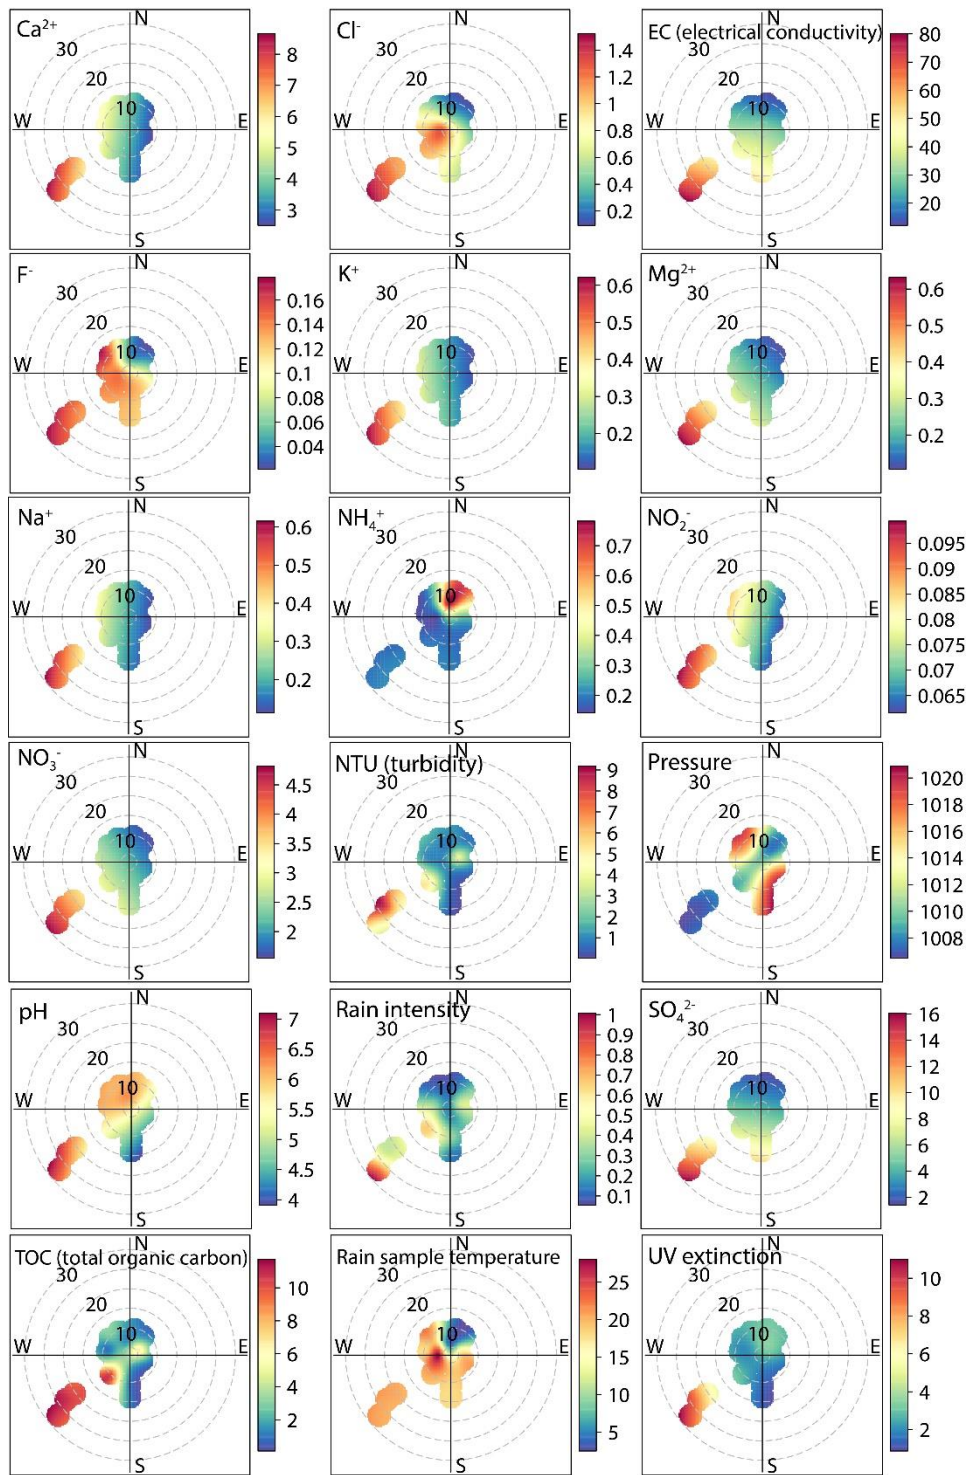 Ca²⁺
N
30
20
10
W
E
S
8
7
6
5
4
3
Cl⁻
N
30
20
10
W
E
S
1.4
1.2
1
0.8
0.6
0.4
0.2
EC (electrical conductivity)
N
30
20
10
W
E
S
80
70
60
50
40
30
20
F⁻
N
30
20
10
W
E
S
0.16
0.14
0.12
0.1
0.08
0.06
0.04
K⁺
N
30
20
10
W
E
S
0.6
0.5
0.4
0.3
0.2
Mg²⁺
N
30
20
10
W
E
S
0.6
0.5
0.4
0.3
0.2
Na⁺
N
30
20
10
W
E
S
0.6
0.5
0.4
0.3
0.2
NH₄⁺
N
30
20
10
W
E
S
0.7
0.6
0.5
0.4
0.3
0.2
NO₂⁻
N
30
20
10
W
E
S
0.095
0.09
0.085
0.08
0.075
0.07
0.065
NO₃⁻
N
30
20
10
W
E
S
4.5
4
3.5
3
2.5
2
NTU (turbidity)
N
30
20
10
W
E
S
9
8
7
6
5
4
3
2
1
Pressure
N
30
20
10
W
E
S
1020
1018
1016
1014
1012
1010
1008
pH
N
30
20
10
W
E
S
7
6.5
6
5.5
5
4.5
4
Rain intensity
N
30
20
10
W
E
S
1
0.9
0.8
0.7
0.6
0.5
0.4
0.3
0.2
0.1
SO₄²⁻
N
30
20
10
W
E
S
16
14
12
10
8
6
4
2
TOC (total organic carbon)
N
30
20
10
W
E
S
10
8
6
4
2
Rain sample temperature
N
30
20
10
W
E
S
25
20
15
10
5
UV extinction
N
30
20
10
W
E
S
10
8
6
4
2